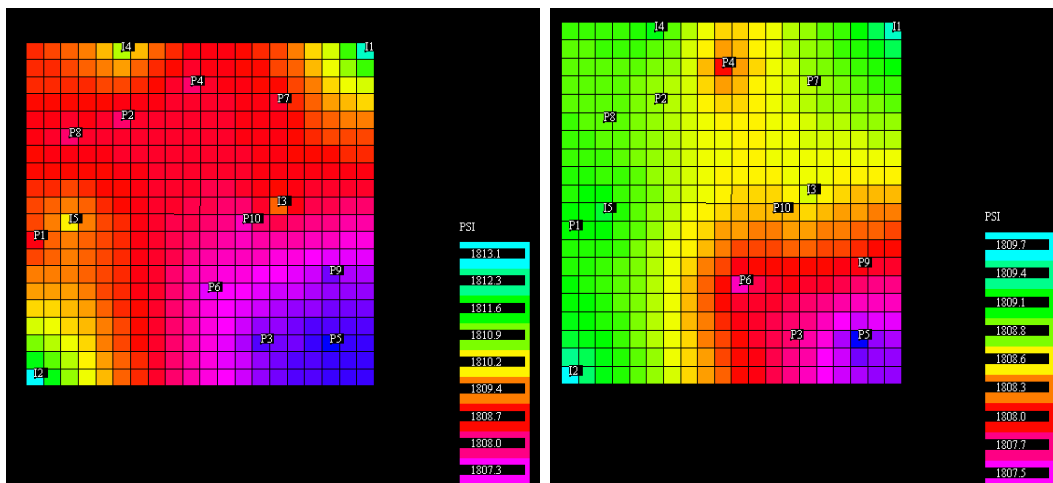 I4
I1
P4
P7
P2
P8
I3
I5
P10
P1
P9
P6
P3
P5
I2
PSI
1813.1
1812.3
1811.6
1810.9
1810.2
1809.4
1808.7
1808.0
1807.3
I4
I1
P4
P7
P2
P8
I3
I5
P10
P1
P9
P6
P3
P5
I2
PSI
1809.7
1809.4
1809.1
1808.8
1808.6
1808.3
1808.0
1807.7
1807.5